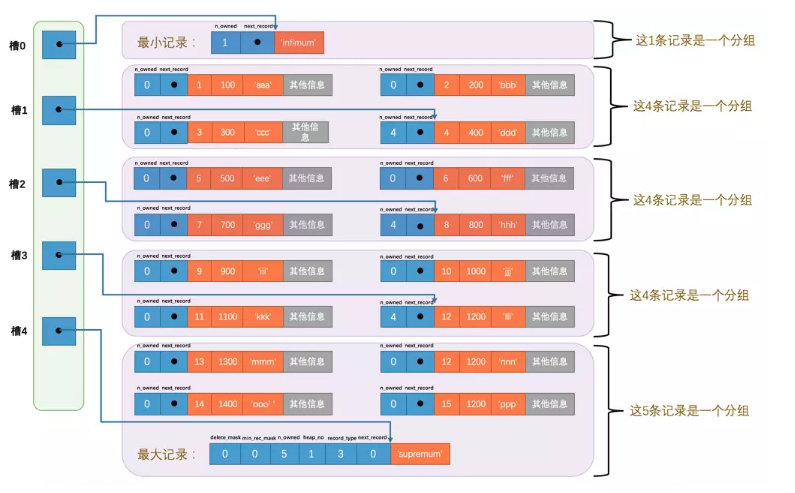 槽0
n_owned next_record
最小记录：
1 'infimum'
这1条记录是一个分组
n_owned next_record
0 1 100 'aaa' 其他信息
n_owned next_record
0 2 200 'bbb' 其他信息
槽1
n_owned next_record
0 3 300 'ccc' 其他信息
n_owned next_record
4 4 400 'ddd' 其他信息
这4条记录是一个分组
槽2
n_owned next_record
0 5 500 'eee' 其他信息
n_owned next_record
0 6 600 'fff' 其他信息
n_owned next_record
0 7 700 'ggg' 其他信息
n_owned next_record
4 8 800 'hhh' 其他信息
这4条记录是一个分组
槽3
n_owned next_record
0 9 900 'iii' 其他信息
n_owned next_record
0 10 1000 'jjj' 其他信息
n_owned next_record
0 11 1100 'kkk' 其他信息
n_owned next_record
4 12 1200 'lll' 其他信息
这4条记录是一个分组
槽4
n_owned next_record
0 13 1300 'mmm' 其他信息
n_owned next_record
0 12 1200 'nnn' 其他信息
n_owned next_record
0 14 1400 'ooo' ' 其他信息
n_owned next_record
0 15 1200 'ppp' 其他信息
这5条记录是一个分组
delete_mask min_rec_mask n_owned heap_no record_type next_record
最大记录：
0 0 5 1 3 0 'supremum'